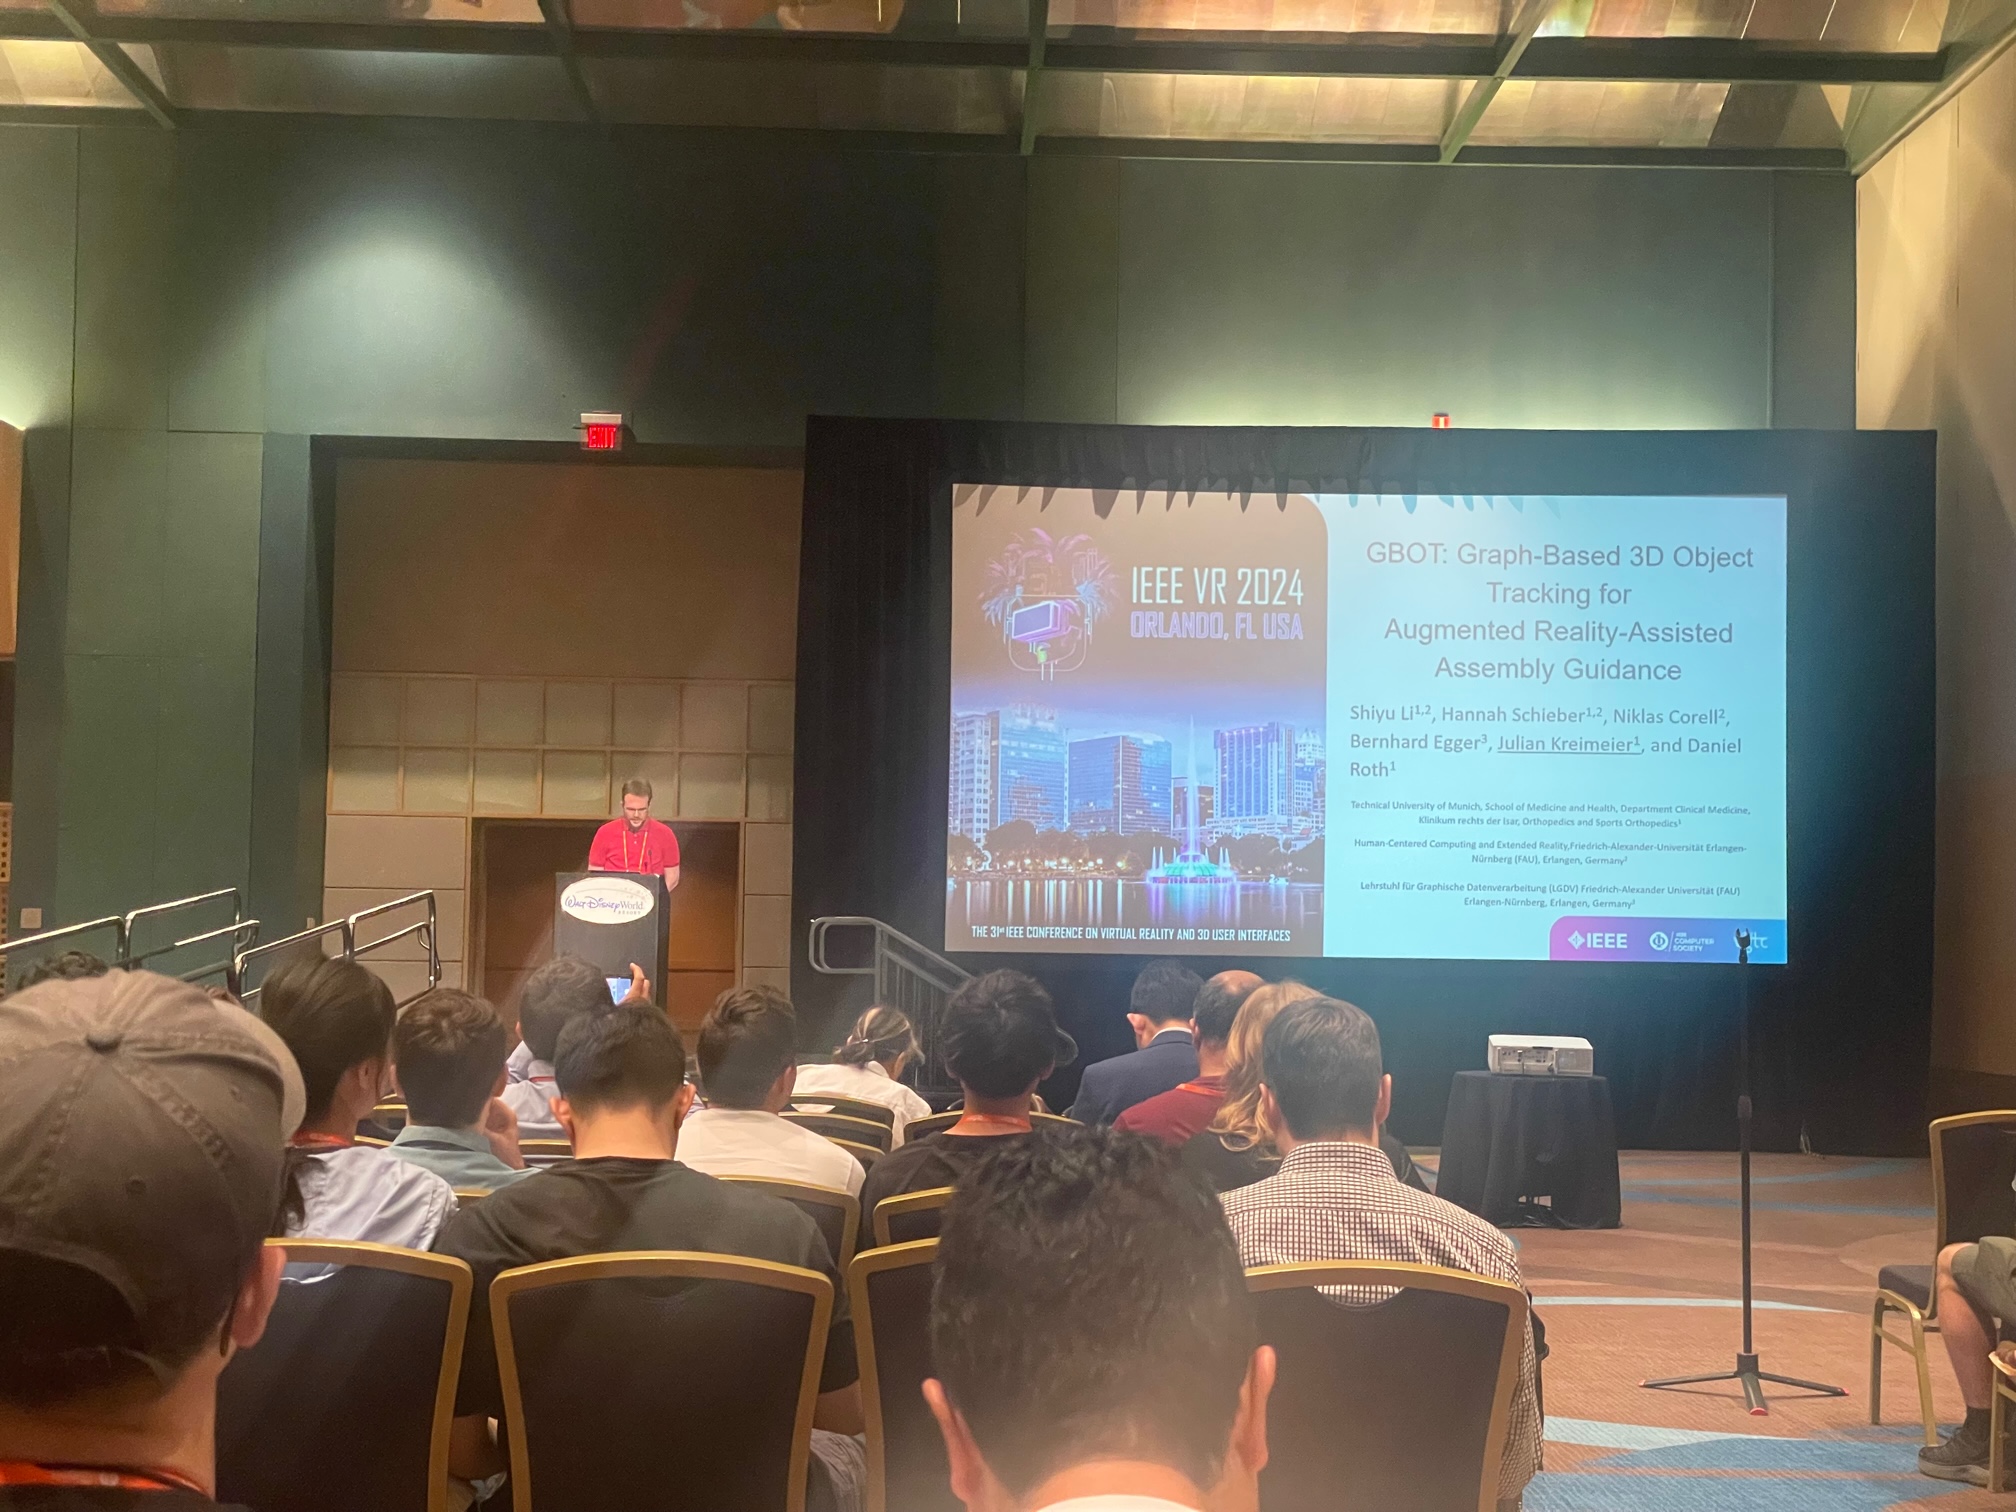 EXIT
IEEE VR 2024
ORLANDO, FL USA
THE 31st IEEE CONFERENCE ON VIRTUAL REALITY AND 3D USER INTERFACES
GBOT: Graph-Based 3D Object
Tracking for
Augmented Reality-Assisted
Assembly Guidance
Shiyu Li1,2, Hannah Schieber1,2, Niklas Corell2,
Bernhard Egger3, Julian Kreimeier1, and Daniel
Roth1
Technical University of Munich, School of Medicine and Health, Department Clinical Medicine,
Klinikum rechts der Isar, Orthopedics and Sports Orthopedics1
Human-Centered Computing and Extended Reality,Friedrich-Alexander-Universität Erlangen-
Nürnberg (FAU), Erlangen, Germany2
Lehrstuhl für Graphische Datenverarbeitung (LGDV) Friedrich-Alexander Universität (FAU)
Erlangen-Nürnberg, Erlangen, Germany3
IEEE
IEEE
COMPUTER
SOCIETY
Walt Disney World
RESORT